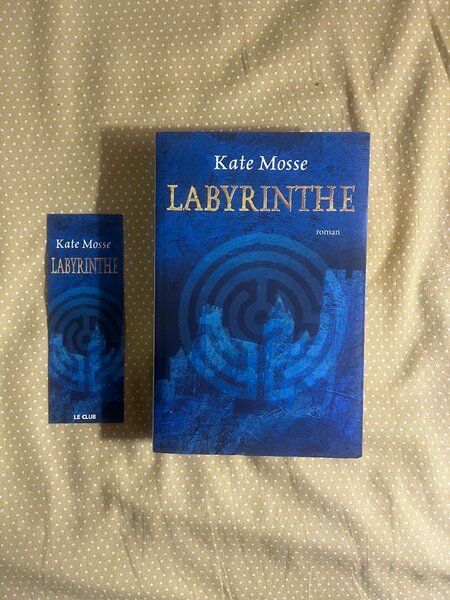 Kate Mosse
LABYRINTHE
LE CLUB
Kate Mosse
LABYRINTHE
roman